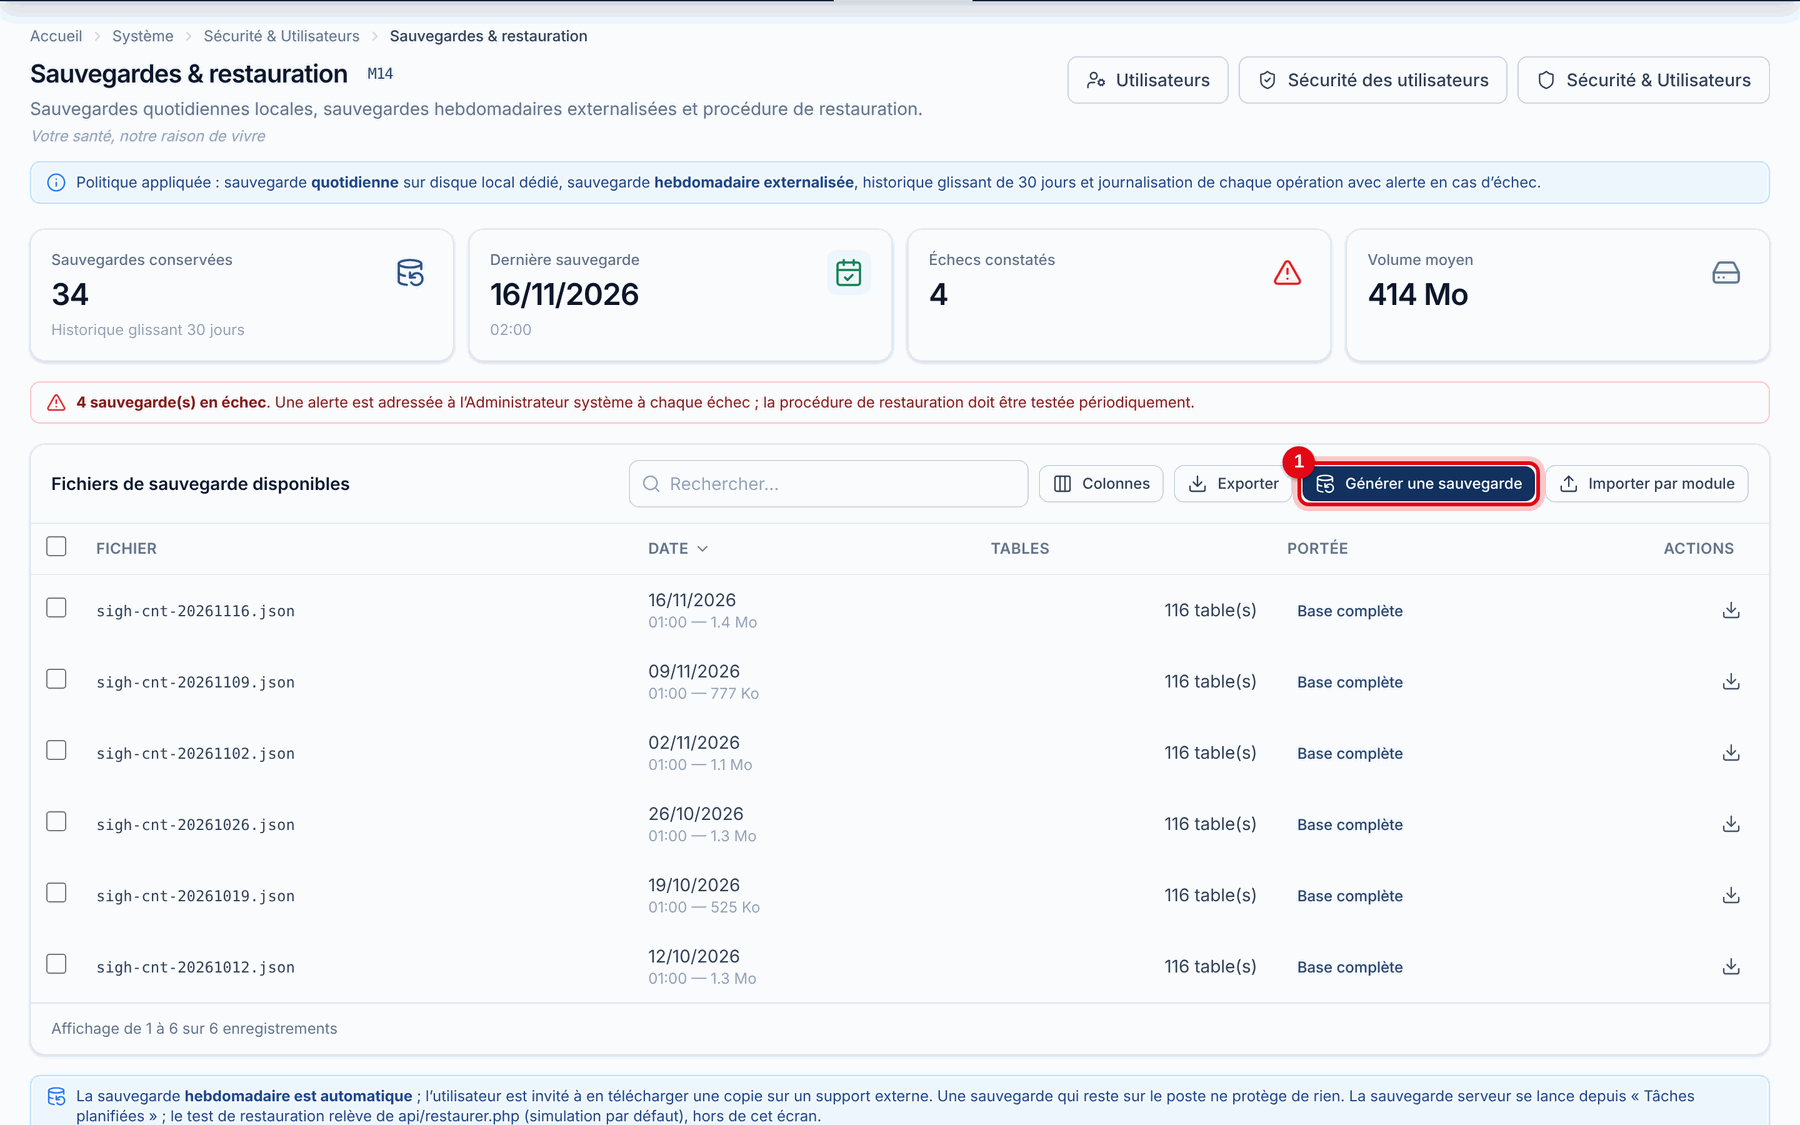 Accueil > Système > Sécurité & Utilisateurs > Sauvegardes & restauration
Sauvegardes & restauration M14
Utilisateurs Sécurité des utilisateurs Sécurité & Utilisateurs
Sauvegardes quotidiennes locales, sauvegardes hebdomadaires externalisées et procédure de restauration.
Votre santé, notre raison de vivre
Politique appliquée : sauvegarde quotidienne sur disque local dédié, sauvegarde hebdomadaire externalisée, historique glissant de 30 jours et journalisation de chaque opération avec alerte en cas d’échec.
Sauvegardes conservées
34
Historique glissant 30 jours
Dernière sauvegarde
16/11/2026
02:00
Échecs constatés
4
Volume moyen
414 Mo
4 sauvegarde(s) en échec. Une alerte est adressée à l’Administrateur système à chaque échec ; la procédure de restauration doit être testée périodiquement.
1
Fichiers de sauvegarde disponibles Rechercher... Colonnes Exporter Générer une sauvegarde Importer par module
FICHIER DATE TABLES PORTÉE ACTIONS
sigh-cnt-20261116.json 16/11/2026 116 table(s) Base complète
01:00 — 1.4 Mo
sigh-cnt-20261109.json 09/11/2026 116 table(s) Base complète
01:00 — 777 Ko
sigh-cnt-20261102.json 02/11/2026 116 table(s) Base complète
01:00 — 1.1 Mo
sigh-cnt-20261026.json 26/10/2026 116 table(s) Base complète
01:00 — 1.3 Mo
sigh-cnt-20261019.json 19/10/2026 116 table(s) Base complète
01:00 — 525 Ko
sigh-cnt-20261012.json 12/10/2026 116 table(s) Base complète
01:00 — 1.3 Mo
Affichage de 1 à 6 sur 6 enregistrements
La sauvegarde hebdomadaire est automatique ; l’utilisateur est invité à en télécharger une copie sur un support externe. Une sauvegarde qui reste sur le poste ne protège de rien. La sauvegarde serveur se lance depuis « Tâches
planifiées » ; le test de restauration relève de api/restaurer.php (simulation par défaut), hors de cet écran.